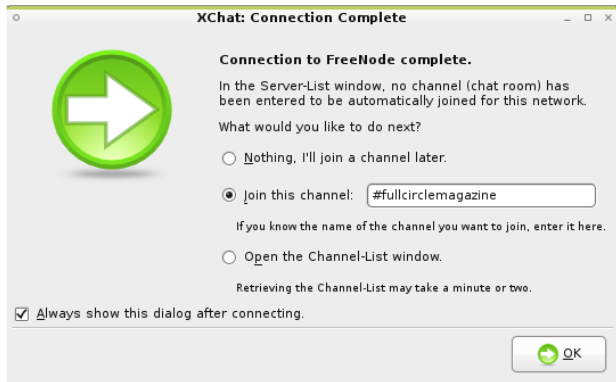 XChat: Connection Complete
Connection to FreeNode complete.
In the Server-List window, no channel (chat room) has
been entered to be automatically joined for this network.
What would you like to do next?
Nothing, I'll join a channel later.
Join this channel: #fullcirclemagazine
If you know the name of the channel you want to join, enter it here.
Open the Channel-List window.
Retrieving the Channel-List may take a minute or two.
Always show this dialog after connecting.
OK